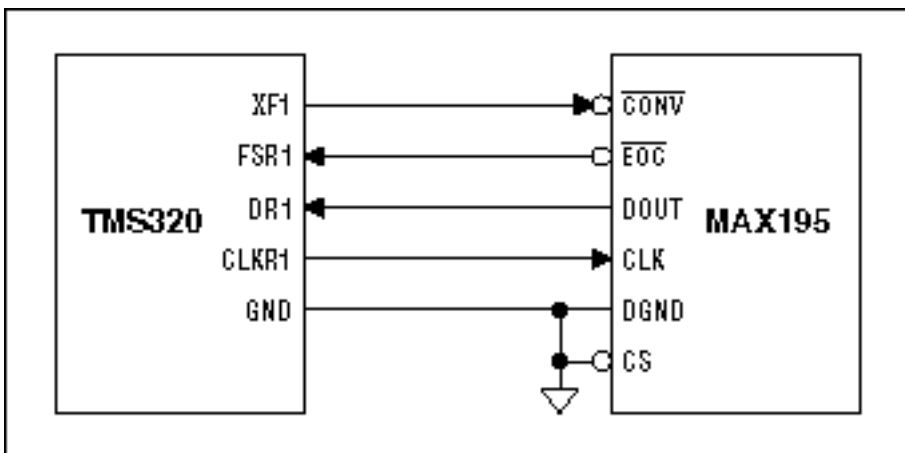 TMS320
XF1
FSR1
DR1
CLKR1
GND
MAX195
CONV
EOC
DOUT
CLK
DGND
CS